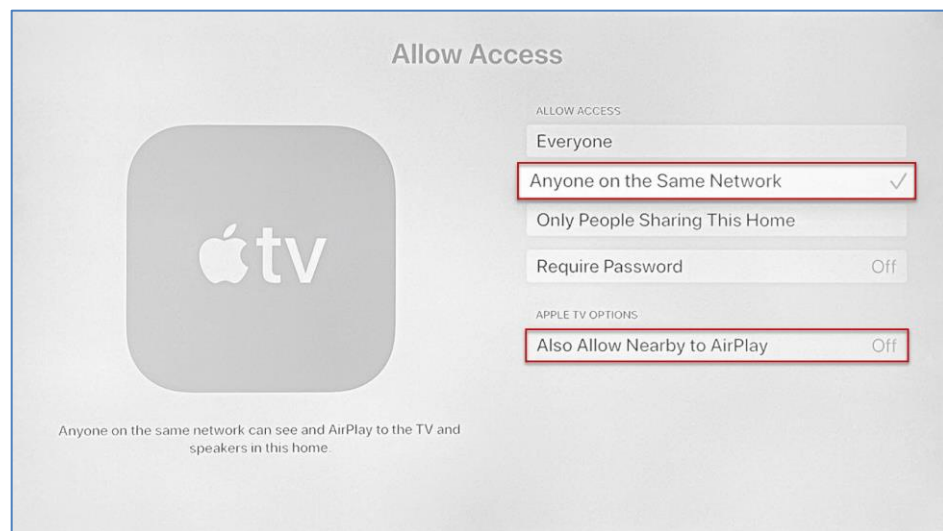 Allow Access
ALLOW ACCESS
Everyone
Anyone on the Same Network
Only People Sharing This Home
Require Password Off
APPLE TV OPTIONS
Also Allow Nearby to AirPlay Off
tv
Anyone on the same network can see and AirPlay to the TV and
speakers in this home.